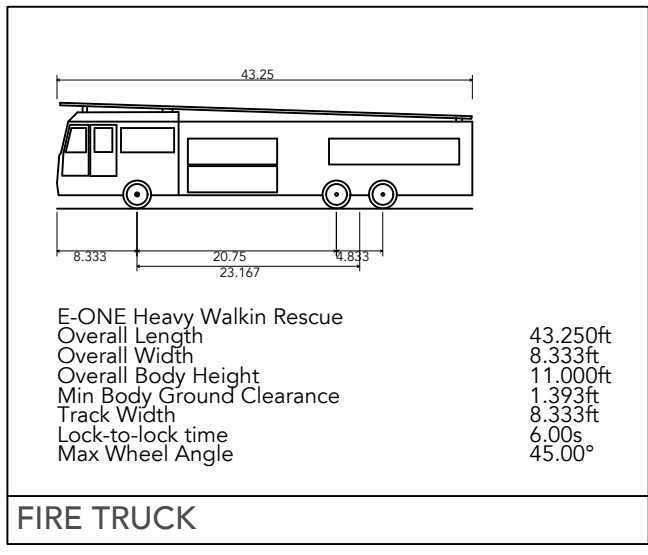 43.25
8.333 20.75 4.833
23.167
E-ONE Heavy Walkin Rescue
Overall Length 43.250ft
Overall Width 8.333ft
Overall Body Height 11.000ft
Min Body Ground Clearance 1.393ft
Track Width 8.333ft
Lock-to-lock time 6.00s
Max Wheel Angle 45.00°
FIRE TRUCK